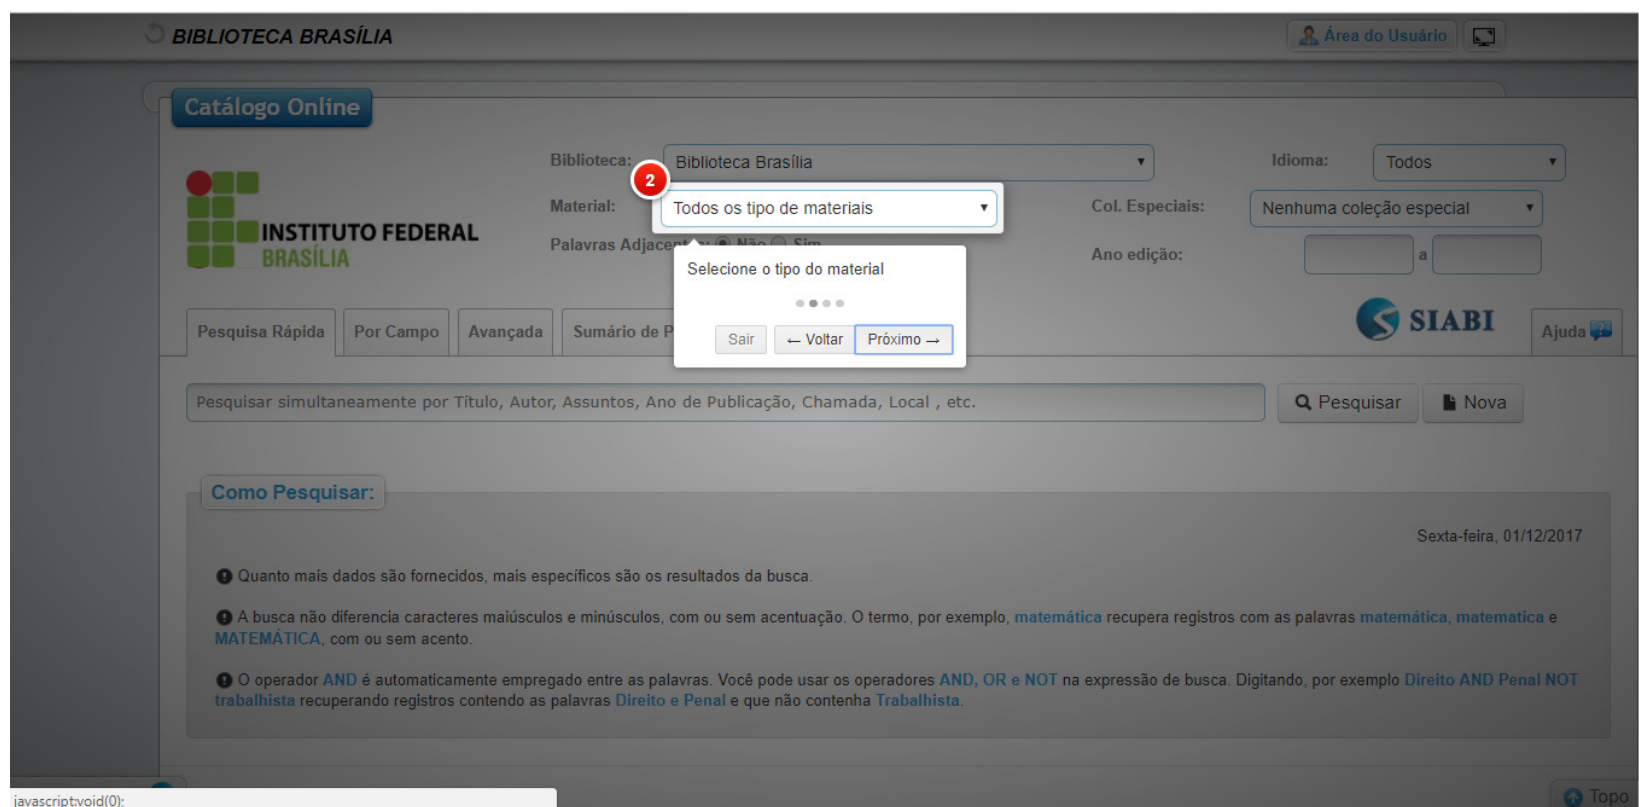 BIBLIOTECA BRASÍLIA
Área do Usuário
Catálogo Online
Biblioteca: Biblioteca Brasília
Idioma: Todos
2
Material: Todos os tipo de materiais
Col. Especiais: Nenhuma coleção especial
INSTITUTO FEDERAL
BRASÍLIA
Palavras Adjacentes: Não Sim
Ano edição: a
Selecione o tipo do material
Sair ← Voltar Próximo →
Pesquisa Rápida Por Campo Avançada Sumário de P
SIABI
Ajuda
Pesquisar simultaneamente por Título, Autor, Assuntos, Ano de Publicação, Chamada, Local , etc.
Pesquisar Nova
Como Pesquisar:
Sexta-feira, 01/12/2017
Quanto mais dados são fornecidos, mais específicos são os resultados da busca.
A busca não diferencia caracteres maiúsculos e minúsculos, com ou sem acentuação. O termo, por exemplo, matemática recupera registros com as palavras matemática, matematica e
MATEMÁTICA, com ou sem acento.
O operador AND é automaticamente empregado entre as palavras. Você pode usar os operadores AND, OR e NOT na expressão de busca. Digitando, por exemplo Direito AND Penal NOT
trabalhista recuperando registros contendo as palavras Direito e Penal e que não contenha Trabalhista.
javascript:void(0);
Topo